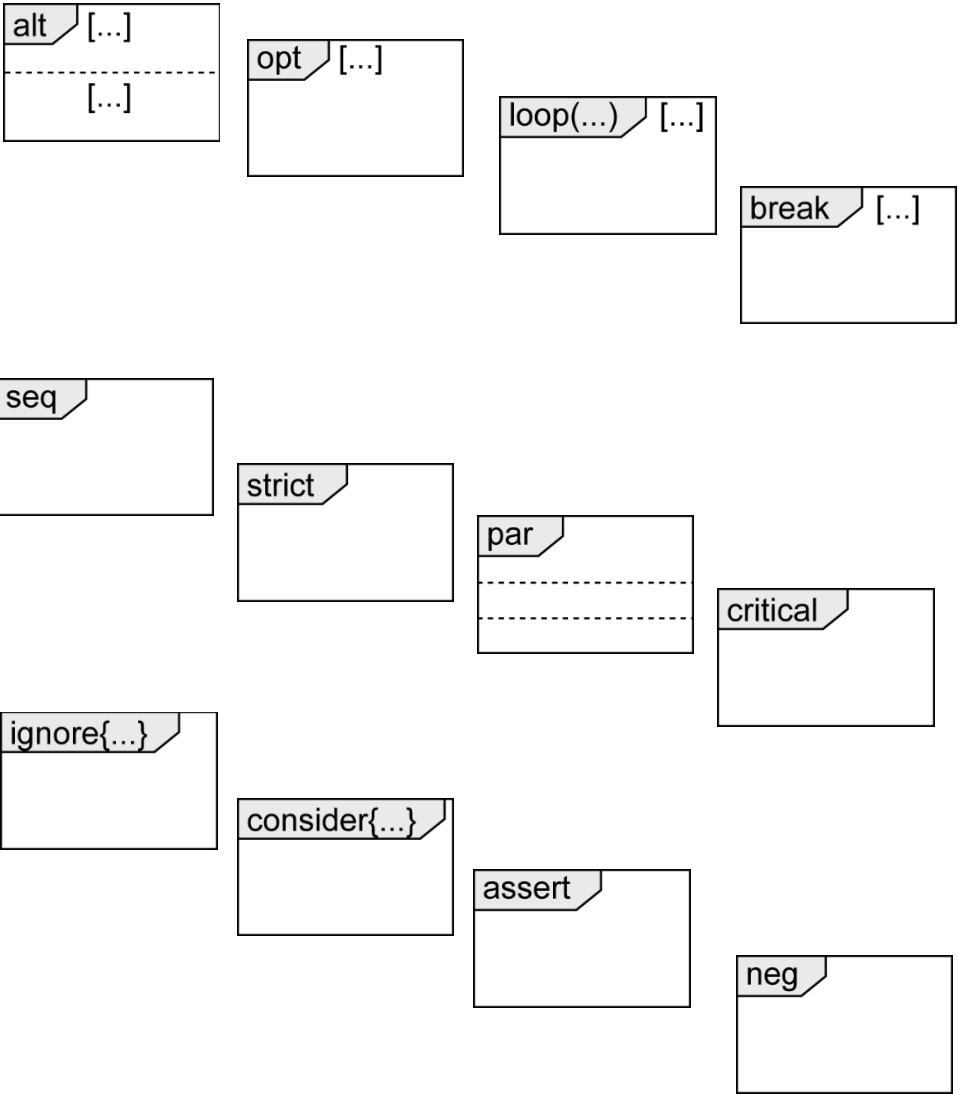 alt [...]
[...]
opt [...]
loop(...) [...]
break [...]
seq
strict
par
critical
ignore{...}
consider{...}
assert
neg